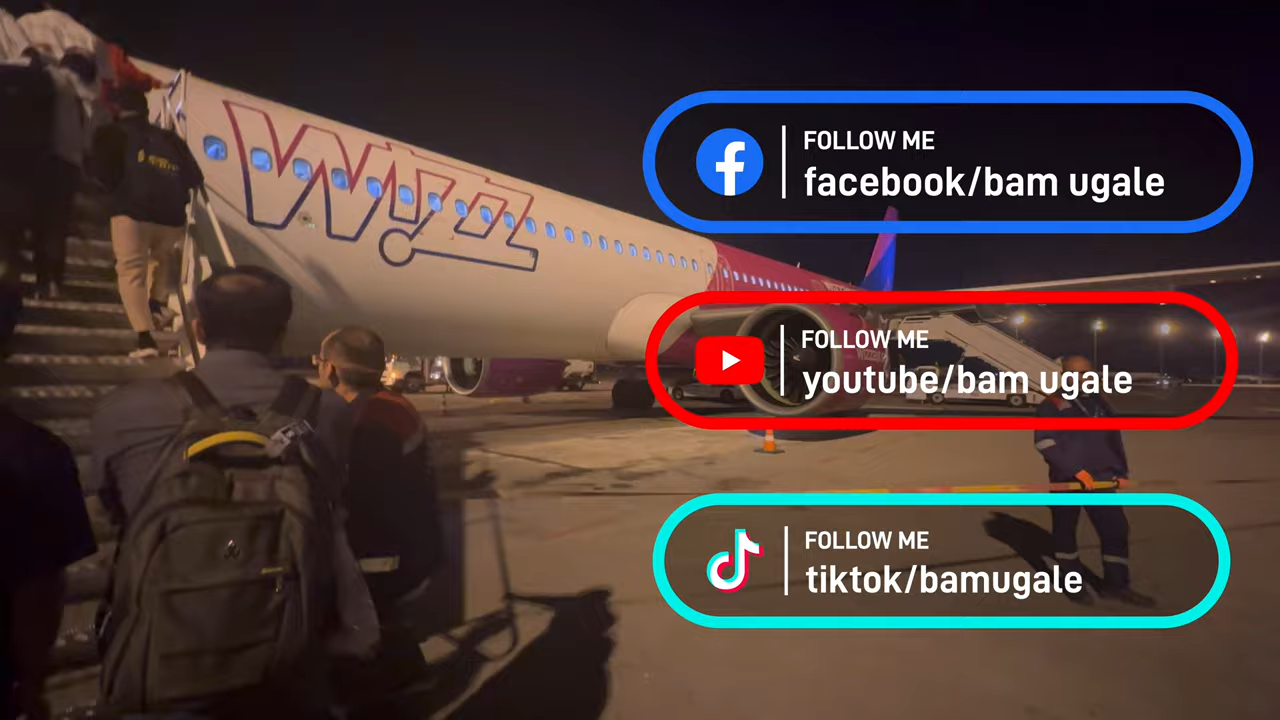 Wizz
FOLLOW ME
facebook/bam ugale
FOLLOW ME
youtube/bam ugale
FOLLOW ME
tiktok/bamugale